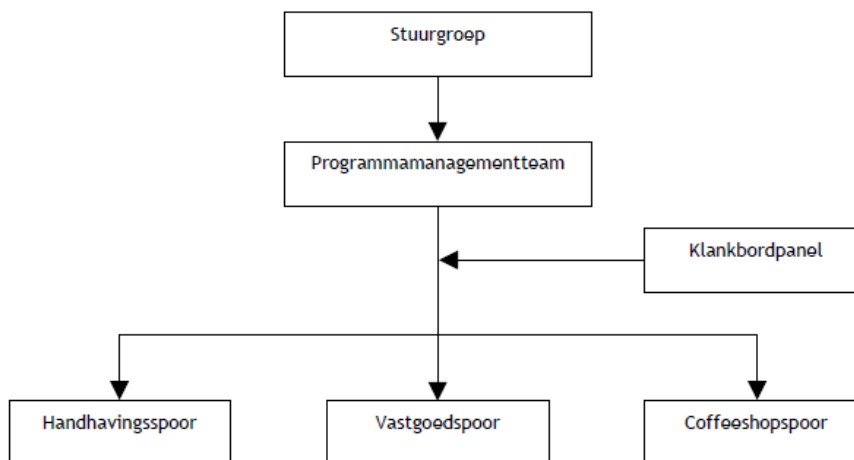 Stuurgroep
Programmamanagementteam
Klankbordpanel
Handhavingsspoor
Vastgoedspoor
Coffeeshopspoor